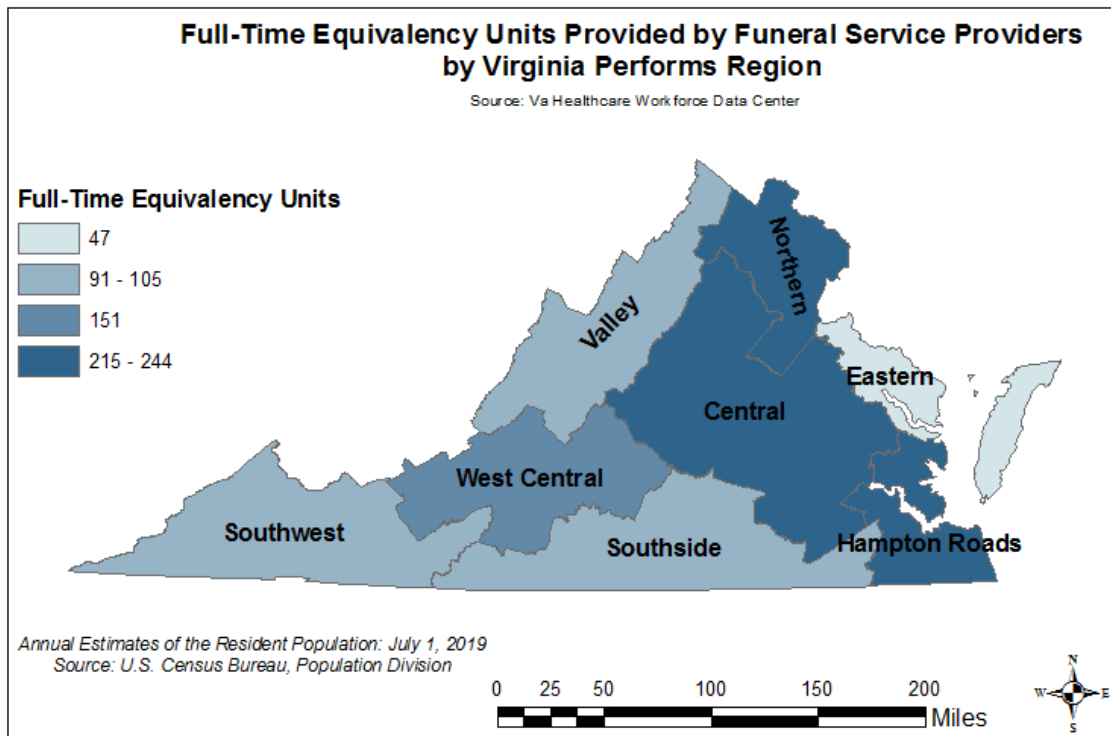 Full-Time Equivalency Units Provided by Funeral Service Providers
by Virginia Performs Region
Source: Va Healthcare Workforce Data Center
Full-Time Equivalency Units
47
91 - 105
151
215 - 244
Northern
Valley
Eastern
Central
West Central
Southwest
Southside
Hampton Roads
Annual Estimates of the Resident Population: July 1, 2019
Source: U.S. Census Bureau, Population Division
0 25 50 100 150 200
Miles
N
W E
S